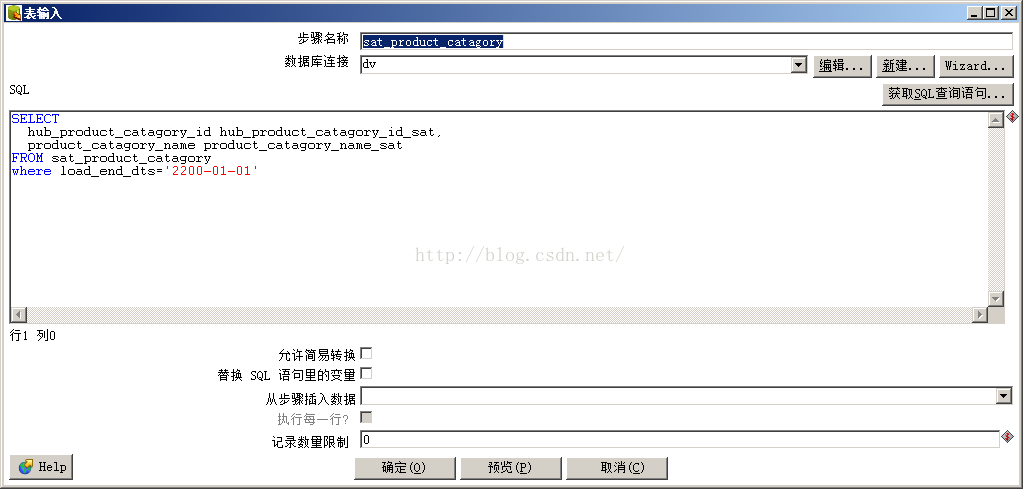 表输入
步骤名称 sat_product_catagory
数据库连接 dv 编辑... 新建... Wizard...
SQL 获取SQL查询语句...
SELECT
hub_product_catagory_id hub_product_catagory_id_sat,
product_catagory_name product_catagory_name_sat
FROM sat_product_catagory
where load_end_dts='2200-01-01'
http://blog.csdn.net/
行1 列0
允许简易转换
替换 SQL 语句里的变量
从步骤插入数据
执行每一行?
记录数量限制 0
Help 确定(O) 预览(P) 取消(C)